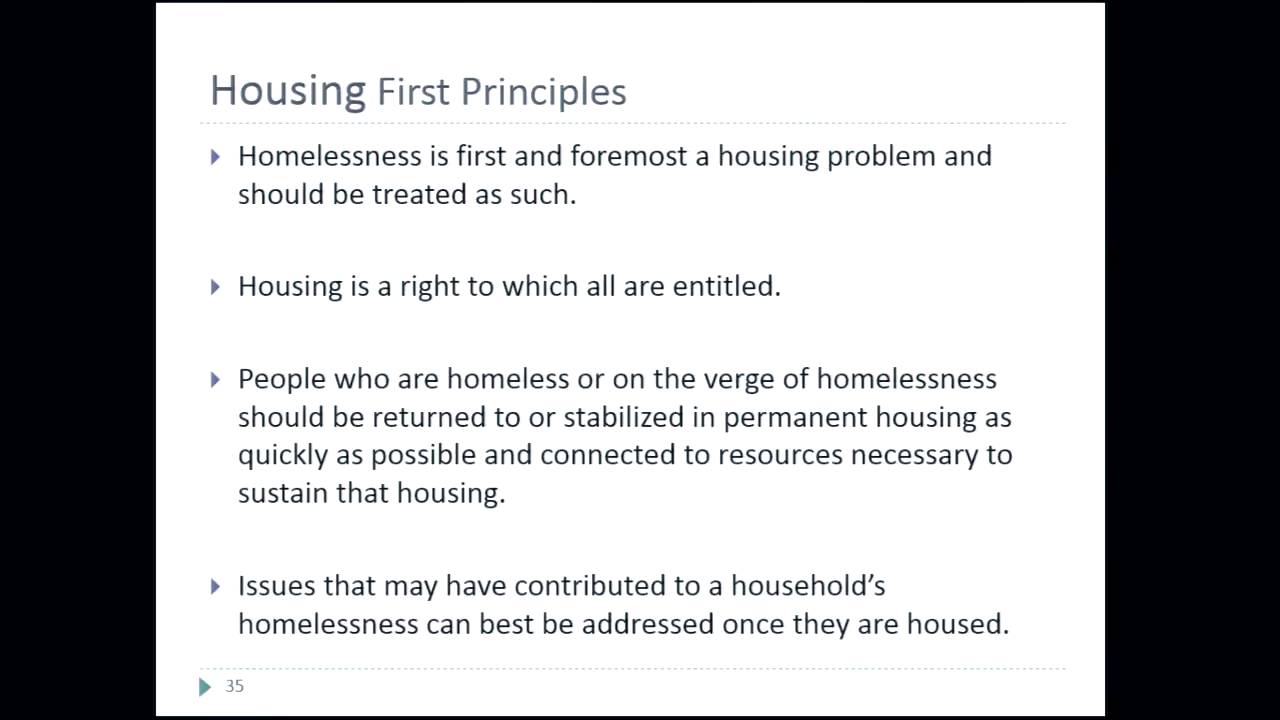 Housing First Principles
Homelessness is first and foremost a housing problem and
should be treated as such.
Housing is a right to which all are entitled.
People who are homeless or on the verge of homelessness
should be returned to or stabilized in permanent housing as
quickly as possible and connected to resources necessary to
sustain that housing.
Issues that may have contributed to a household’s
homelessness can best be addressed once they are housed.
35